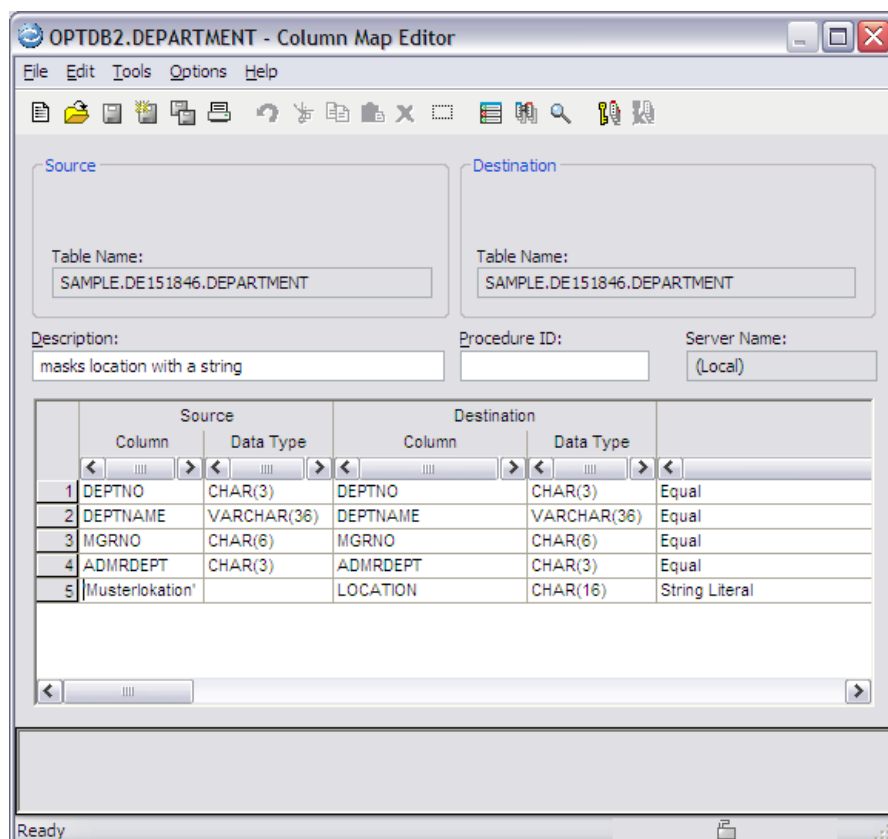 OPTDB2.DEPARTMENT - Column Map Editor
File Edit Tools Options Help
Source
Destination
Table Name:
Table Name:
SAMPLE.DE151846.DEPARTMENT
SAMPLE.DE151846.DEPARTMENT
Description:
Procedure ID:
Server Name:
masks location with a string
(Local)
Source Destination
Column Data Type Column Data Type
1 DEPTNO CHAR(3) DEPTNO CHAR(3) Equal
2 DEPTNAME VARCHAR(36) DEPTNAME VARCHAR(36) Equal
3 MGRNO CHAR(6) MGRNO CHAR(6) Equal
4 ADMRDEPT CHAR(3) ADMRDEPT CHAR(3) Equal
5 'Musterlokation' LOCATION CHAR(16) String Literal
Ready